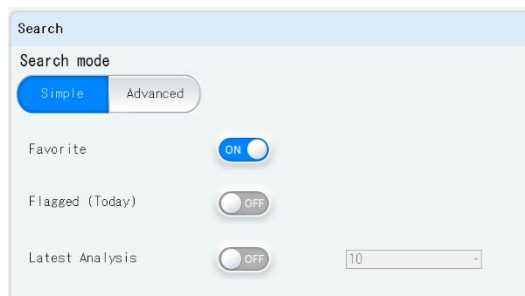 Search
Search mode
Simple Advanced
Favorite ON
Flagged (Today) OFF
Latest Analysis OFF 10